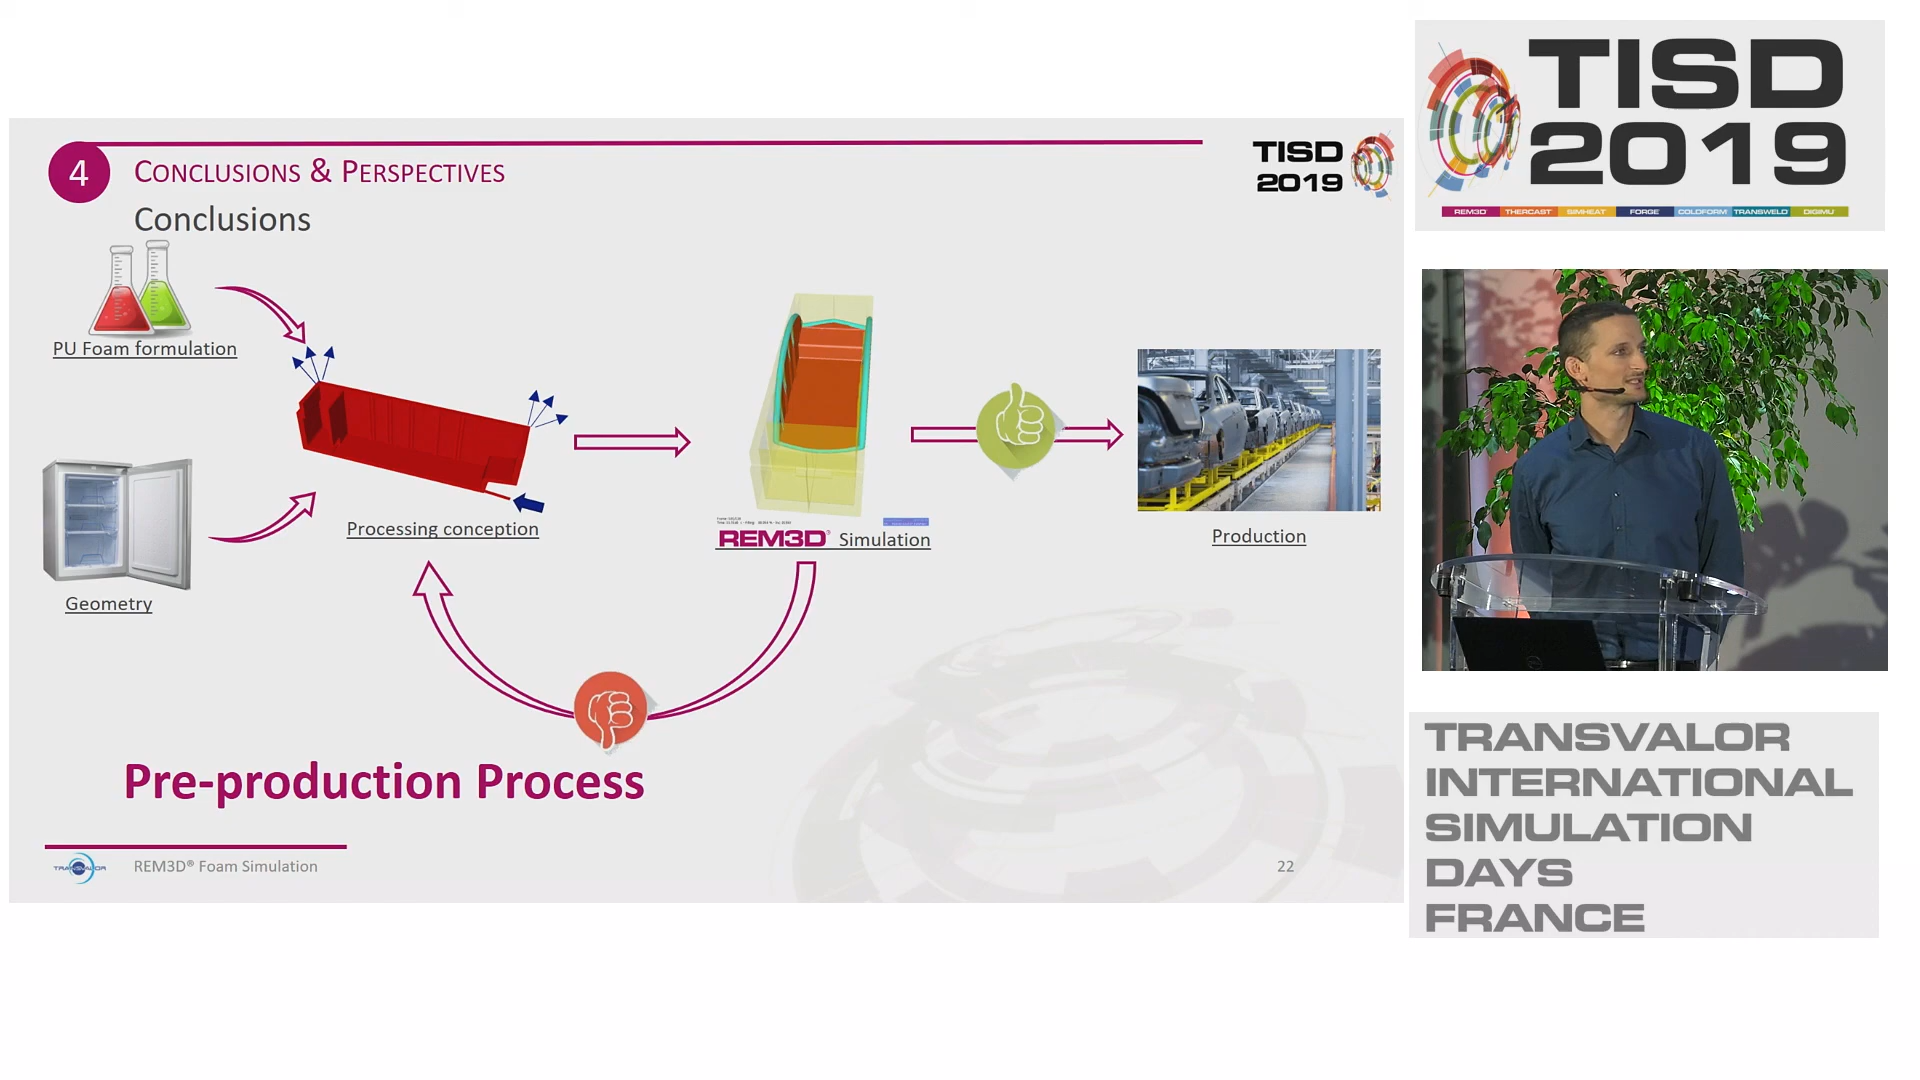 4
CONCLUSIONS & PERSPECTIVES
Conclusions
TISD
2019
PU Foam formulation
Geometry
Processing conception
REM3D® Simulation
Production
Pre-production Process
TRANSVALOR
REM3D® Foam Simulation
22
TISD
2019
REM3D THERCAST SIMHEAT FORGE COLDFORM TRANSWELD DIGIMU
TRANSVALOR
INTERNATIONAL
SIMULATION
DAYS
FRANCE